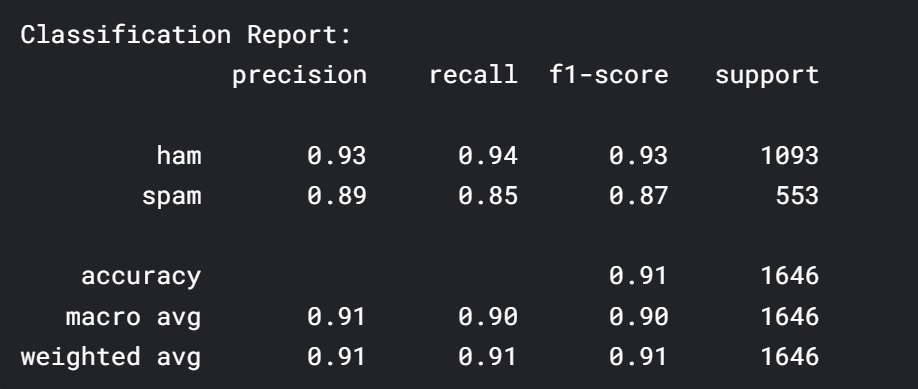 Classification Report:
precision recall f1-score support
ham 0.93 0.94 0.93 1093
spam 0.89 0.85 0.87 553
accuracy 0.91 1646
macro avg 0.91 0.90 0.90 1646
weighted avg 0.91 0.91 0.91 1646